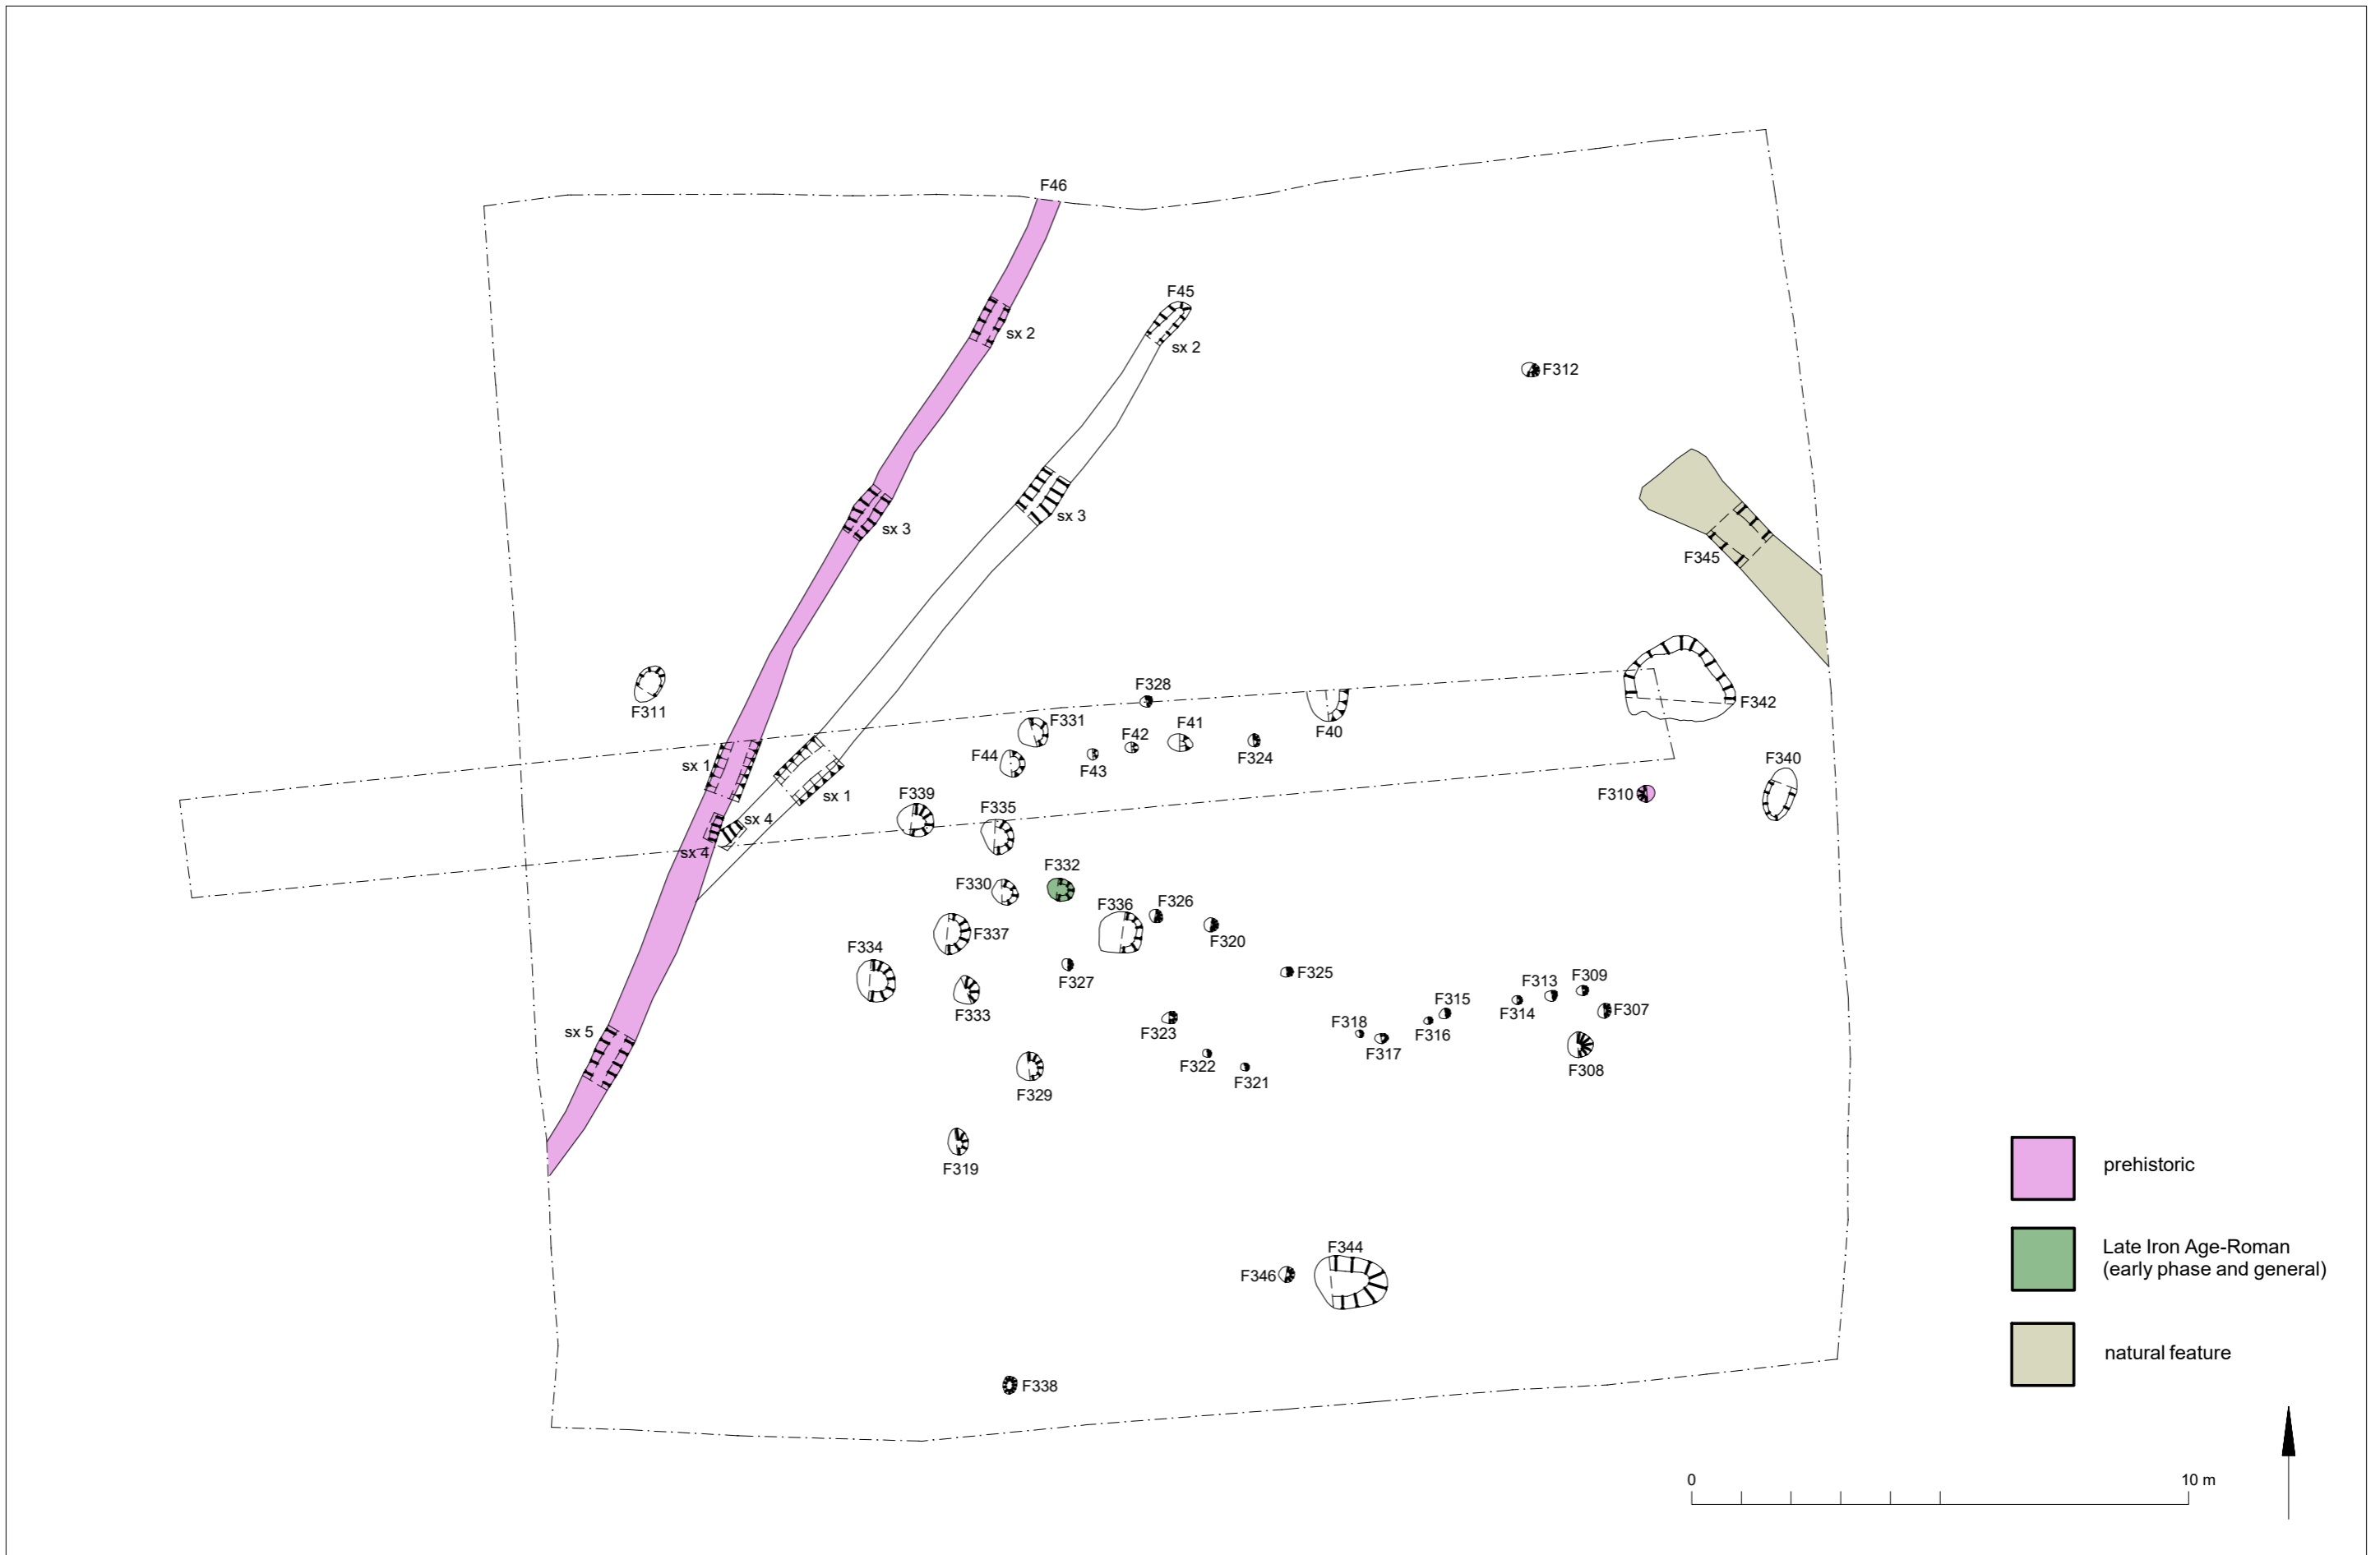 F46
F45
sx 2
sx 2
F312
sx 3
sx 3
F345
F328
F311
F342
F331
F41
F42
F40
F44
F324
F43
sx 1
F340
F339
sx 1
F310
F335
sx 4
sx 4
F332
F330
F326
F336
F337
F320
F334
F325
F327
F309
F313
F315
F307
F333
F314
F318
F323
sx 5
F316
F317
F322
F308
F321
F329
F319
prehistoric
Late Iron Age-Roman
(early phase and general)
F344
F346
natural feature
F338
0
10 m